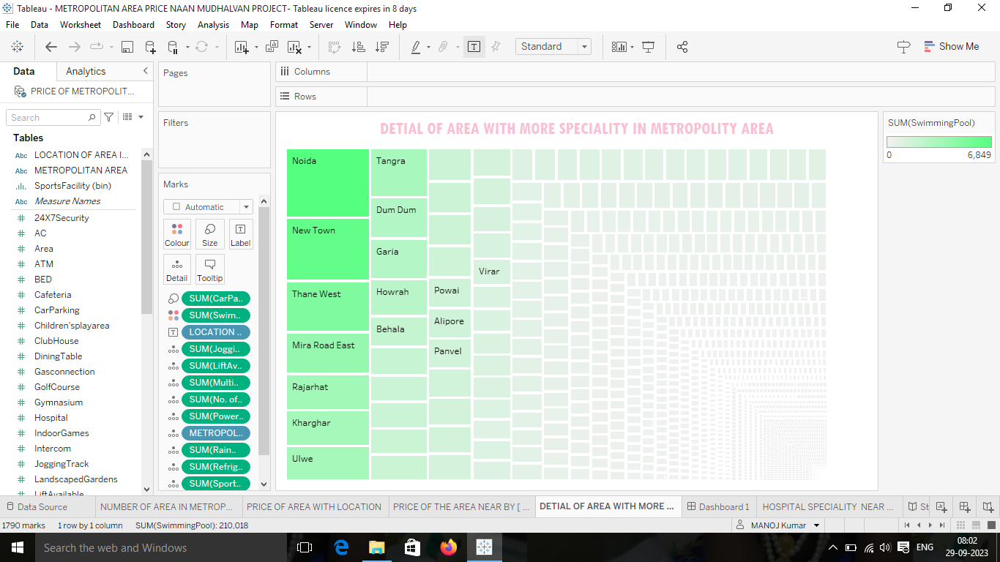 Tableau - METROPOLITAN AREA PRICE NAAN MUDHALVAN PROJECT- Tableau licence expires in 8 days
File Data Worksheet Dashboard Story Analysis Map Format Server Window Help
Standard
Show Me
Data Analytics
PRICE OF METROPOLIT...
Search
Tables
Abc LOCATION OF AREA I...
Abc METROPOLITAN AREA
SportsFacility (bin)
Abc Measure Names
24X7Security
AC
Area
ATM
BED
Cafeteria
CarParking
Children'splayarea
ClubHouse
DiningTable
Gasconnection
GolfCourse
Gymnasium
Hospital
IndoorGames
Intercom
JoggingTrack
LandscapedGardens
LiftAvailable
Pages
Filters
Marks
Automatic
Colour Size Label
Detail Tooltip
SUM(CarPa..
SUM(Swim..
LOCATION ..
SUM(Joggi..
SUM(LiftAv..
SUM(Multi..
SUM(No. of..
SUM(Power..
METROPOL..
SUM(Rain..
SUM(Refrig..
SUM(Sport..
Columns
Rows
DETIAL OF AREA WITH MORE SPECIALITY IN METROPOLITY AREA
Noida
New Town
Thane West
Mira Road East
Rajarhat
Kharghar
Ulwe
Tangra
Dum Dum
Garia
Howrah
Behala
Powai
Alipore
Panvel
Virar
SUM(SwimmingPool)
0 6,849
Data Source NUMBER OF AREA IN METROP... PRICE OF AREA WITH LOCATION PRICE OF THE AREA NEAR BY [ ... DETIAL OF AREA WITH MORE ... Dashboard 1 HOSPITAL SPECIALITY NEAR ... St
1790 marks 1 row by 1 column SUM(SwimmingPool): 210,018 MANOJ Kumar
Search the web and Windows
ENG
08:02
29-09-2023